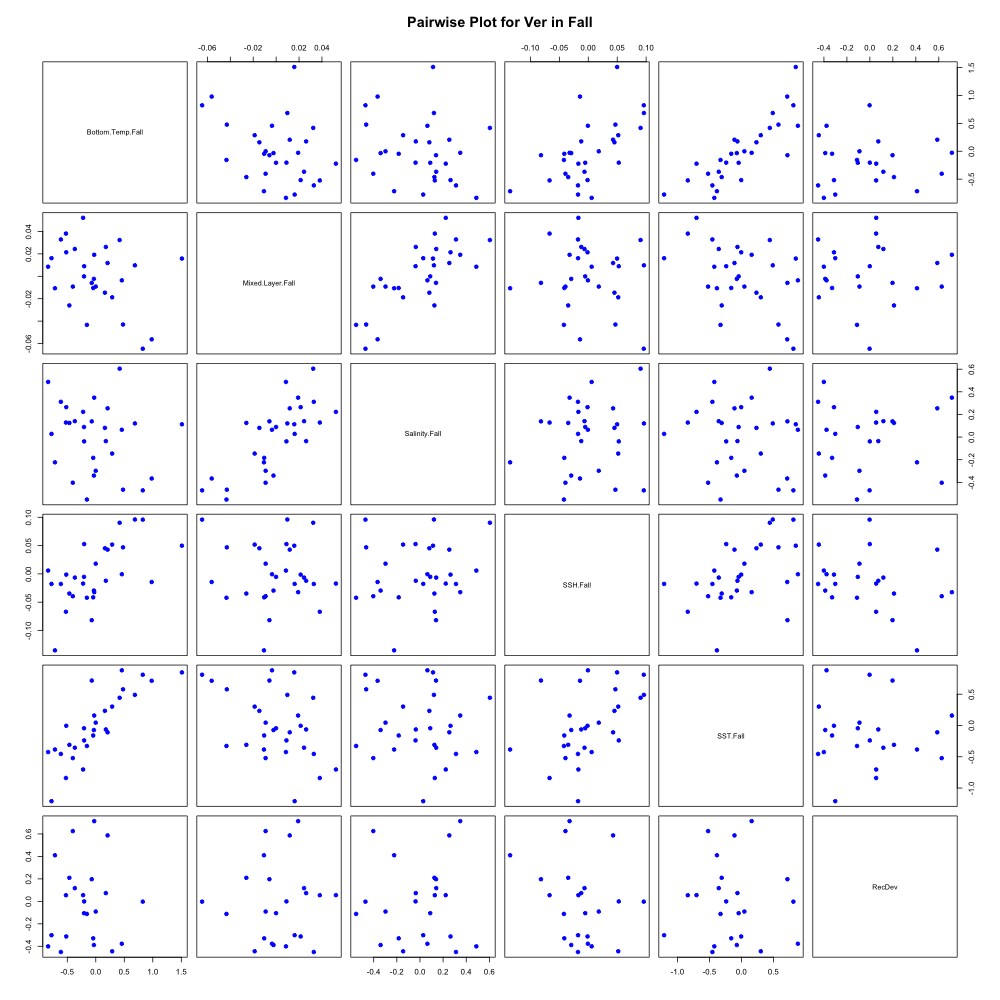 Pairwise Plot for Ver in Fall
-0.06 -0.02 0.02 0.04
-0.10 -0.05 0.00 0.05 0.10
-0.4 -0.2 0.0 0.2 0.4 0.6
Bottom.Temp.Fall
-0.5 0.0 0.5 1.0 1.5
-0.06 -0.02 0.02 0.04
Mixed.Layer.Fall
Salinity.Fall
-0.4 -0.2 0.0 0.2 0.4 0.6
-0.10 -0.05 0.00 0.05 0.10
SSH.Fall
SST.Fall
-1.0 -0.5 0.0 0.5
-0.4 -0.2 0.0 0.2 0.4 0.6
RecDev
-0.5 0.0 0.5 1.0 1.5
-0.4 -0.2 0.0 0.2 0.4 0.6
-1.0 -0.5 0.0 0.5